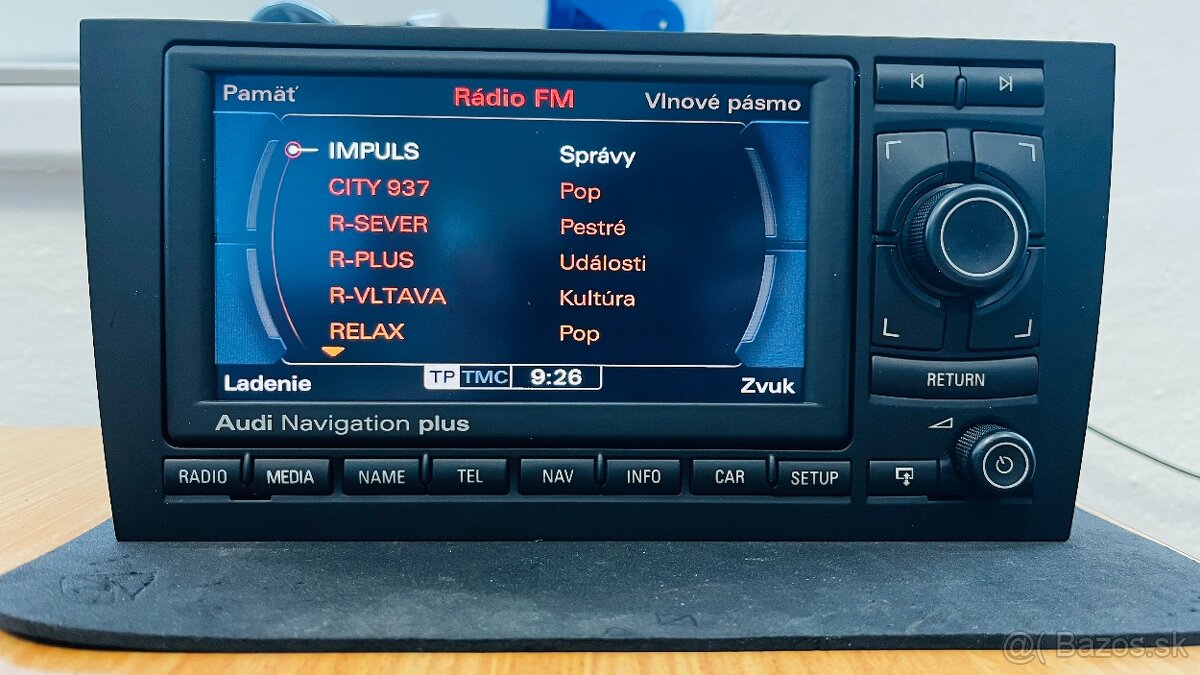 Pamäť Rádio FM Vlnové pásmo
IMPULS Správy
CITY 937 Pop
R-SEVER Pestré
R-PLUS Události
R-VLTAVA Kultúra
RELAX Pop
Ladenie TP TMC 9:26 Zvuk
Audi Navigation plus
RETURN
RADIO MEDIA NAME TEL NAV INFO CAR SETUP
@( Bazos.sk